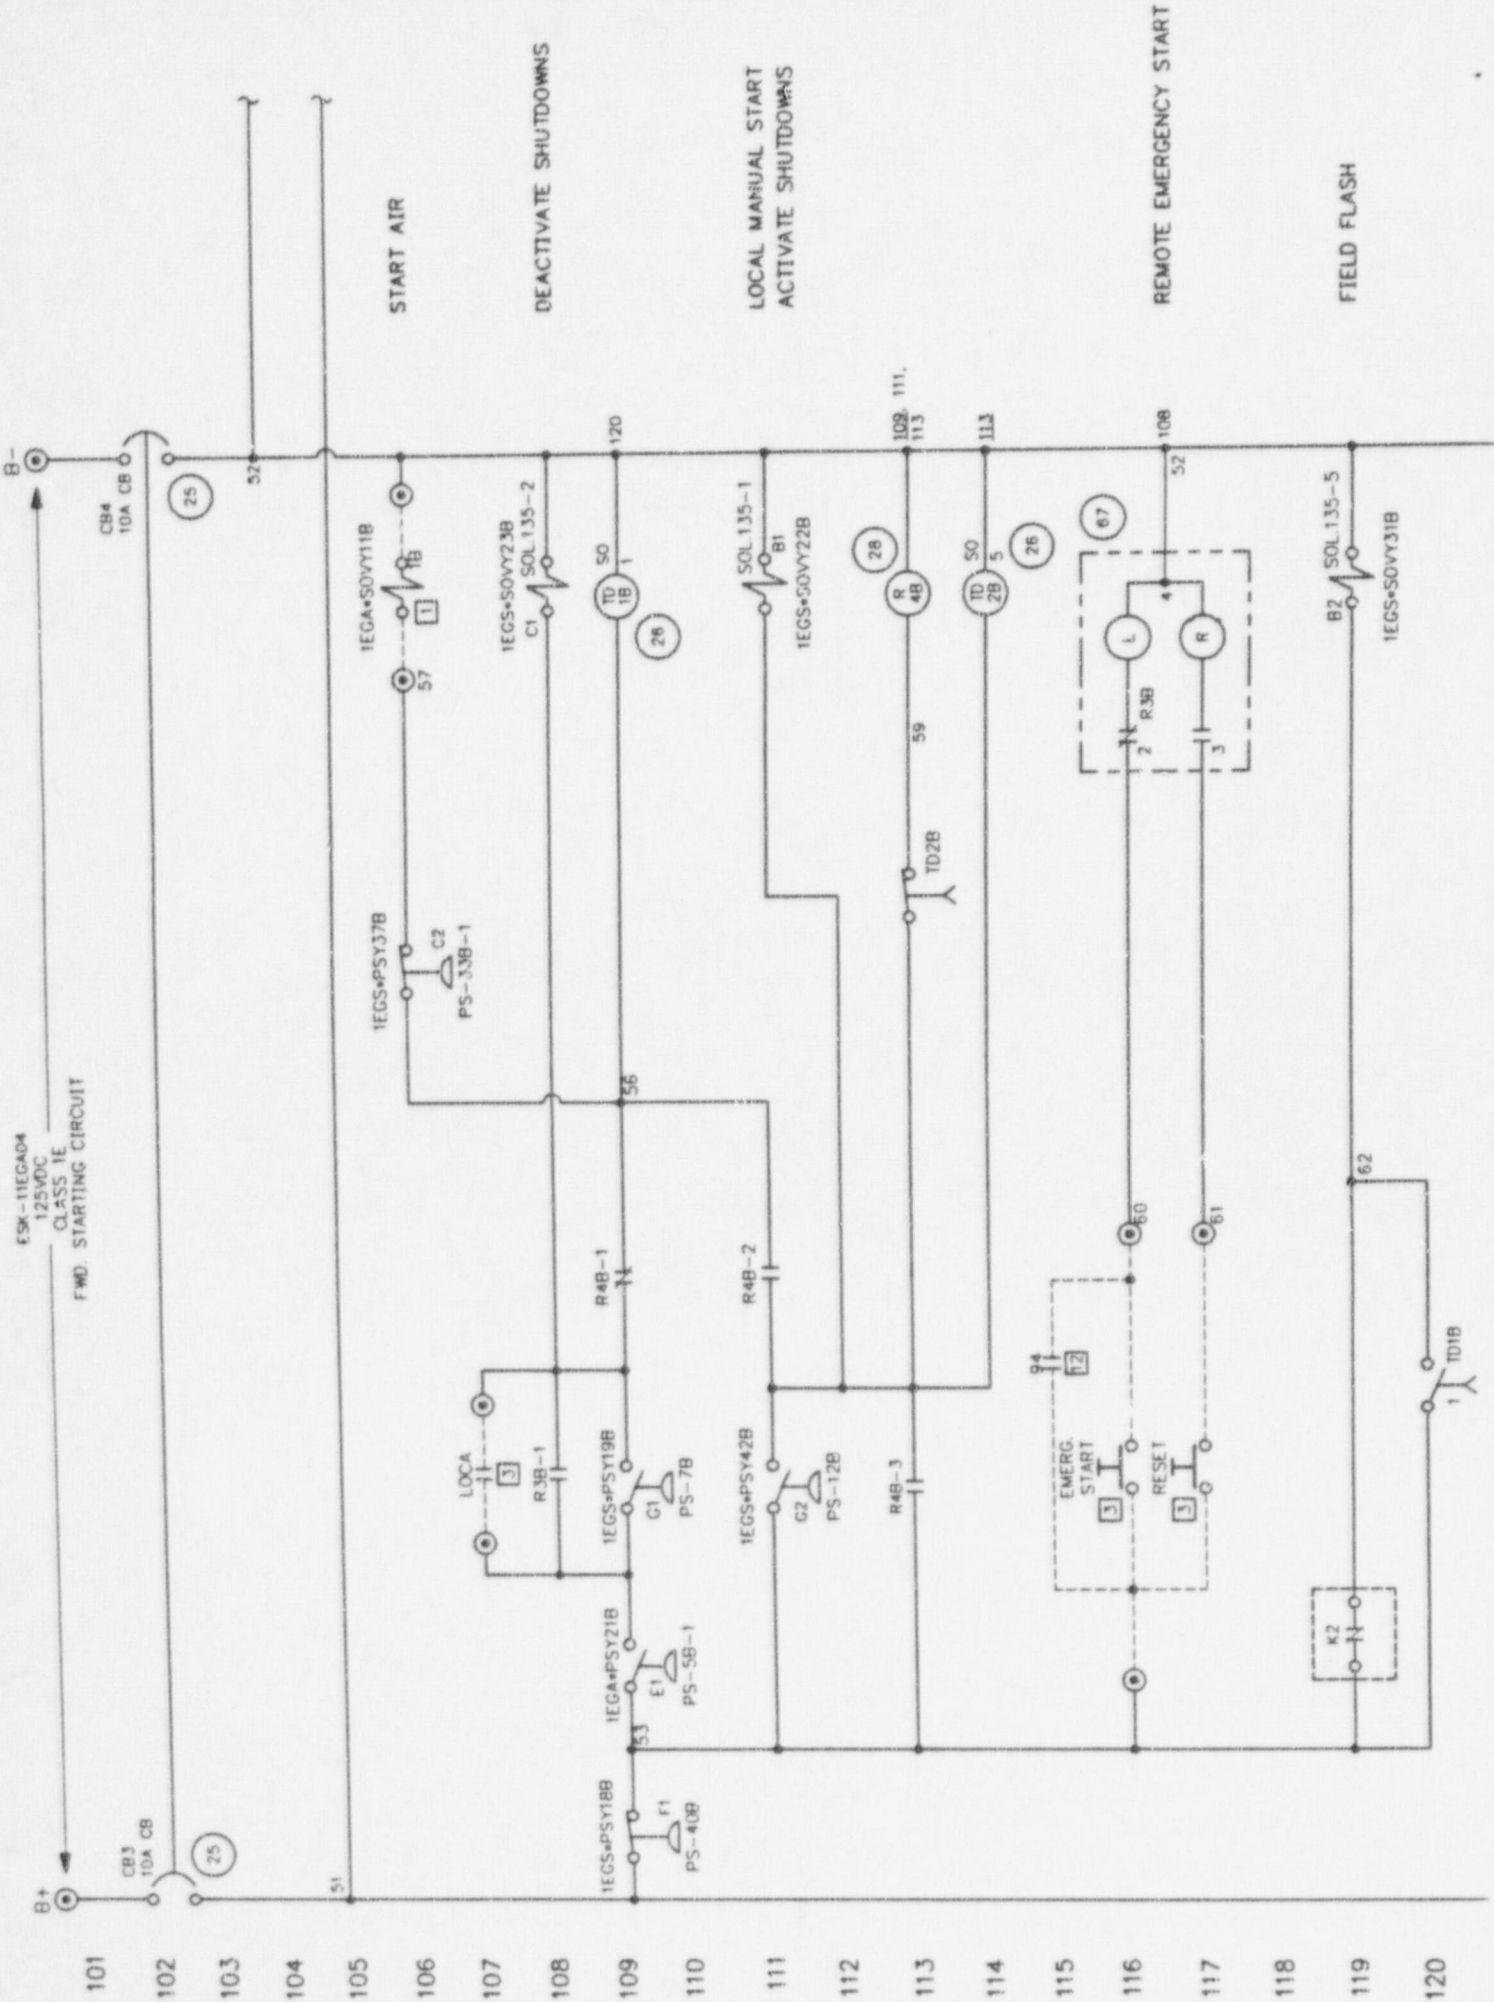 ESK-11EGA04
125VDC
CLASS 1E
FWD. STARTING CIRCUIT
B+
B-
CB3
10A CB
25
CB4
10A CB
25
101
102
103
52
104
105
51
106
1EGS*PSY37B
C2
PS-33B-1
57
1EGA*SOVY11B
1B
1
START AIR
107
LOCA
3
108
R3B-1
1EGS*SOVY23B
C1
SOL.135-2
DEACTIVATE SHUTDOWNS
109
1EGS*PSY18B
F1
PS-40B
53
1EGA*PSY21B
E1
PS-5B-1
1EGS*PSY19B
G1
PS-7B
R4B-1
56
TD
1B
SO
1
26
120
110
111
1EGS*PSY42B
G2
PS-12B
R4B-2
SOL.135-1
B1
1EGS*SOVY22B
LOCAL MANUAL START
ACTIVATE SHUTDOWNS
112
113
R4B-3
TD2B
59
R
4B
28
109, 111,
113
114
TD
2B
SO
5
26
113
115
94
12
116
EMERG.
START
3
60
2
R3B
L
67
4
52
108
REMOTE EMERGENCY START
117
RESET
3
61
3
R
118
119
K2
62
B2
SOL.135-5
1EGS*SOVY31B
FIELD FLASH
120
1
TD1B